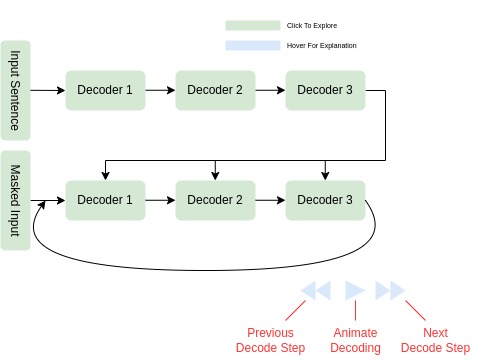 Click To Explore
Hover For Explanation
Input Sentence
Decoder 1
Decoder 2
Decoder 3
Masked Input
Decoder 1
Decoder 2
Decoder 3
Previous
Decode Step
Animate
Decoding
Next
Decode Step